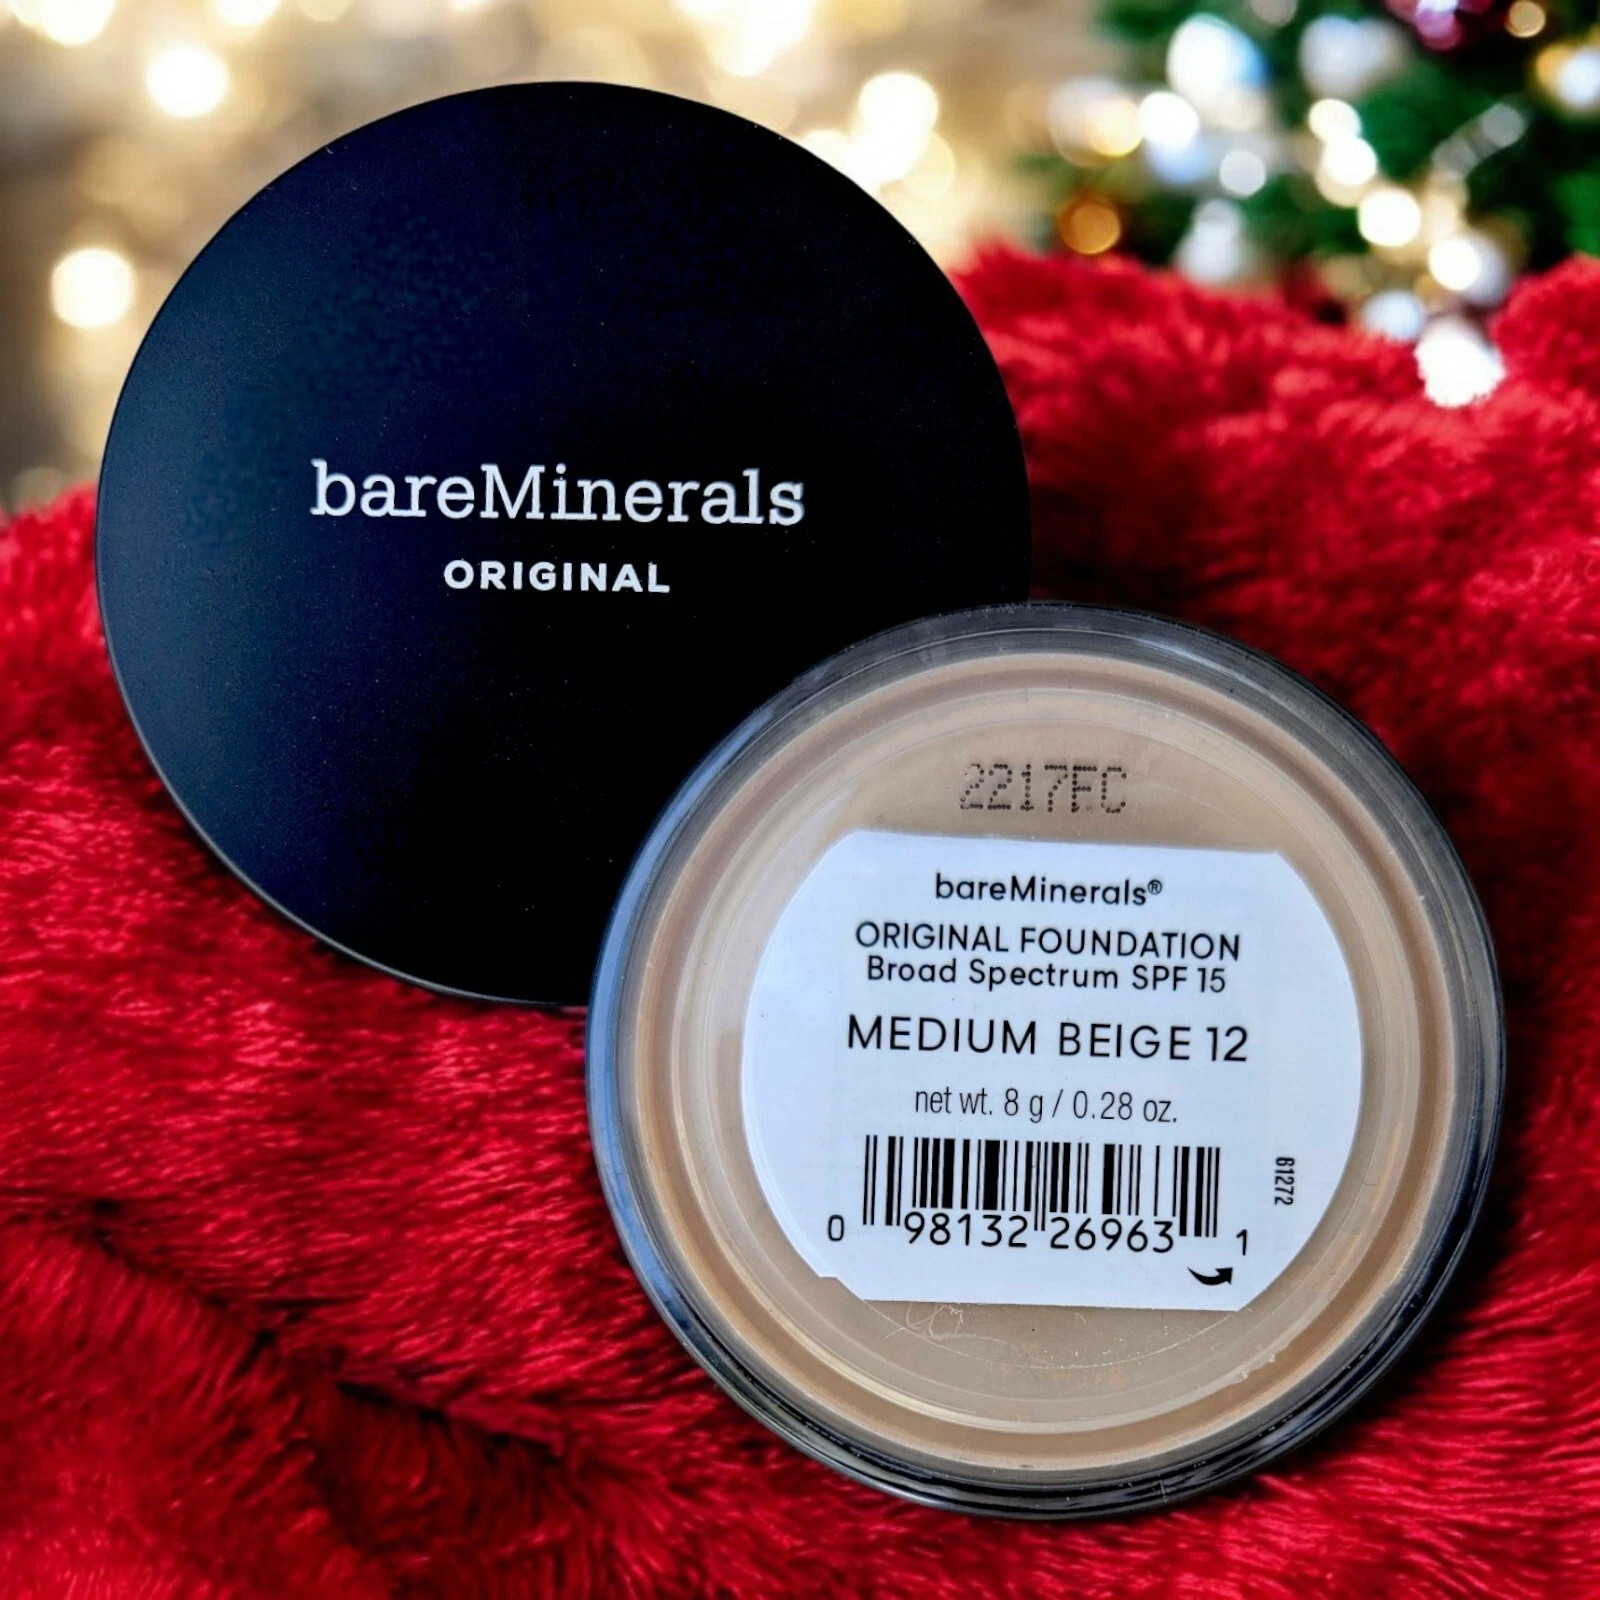 bareMinerals
ORIGINAL
2217EC
bareMinerals®
ORIGINAL FOUNDATION
Broad Spectrum SPF 15
MEDIUM BEIGE 12
net wt. 8 g / 0.28 oz.
61272
0 98132 26963 1